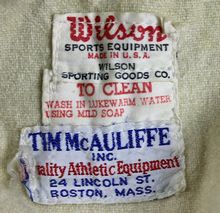 Wilson
SPORTS EQUIPMENT
MADE IN U.S.A.
WILSON
SPORTING GOODS CO.
TO CLEAN
WASH IN LUKEWARM WATER
USING MILD SOAP
TIM McAULIFFE
INC.
ality Athletic Equipment
24 LINCOLN ST.
BOSTON, MASS.